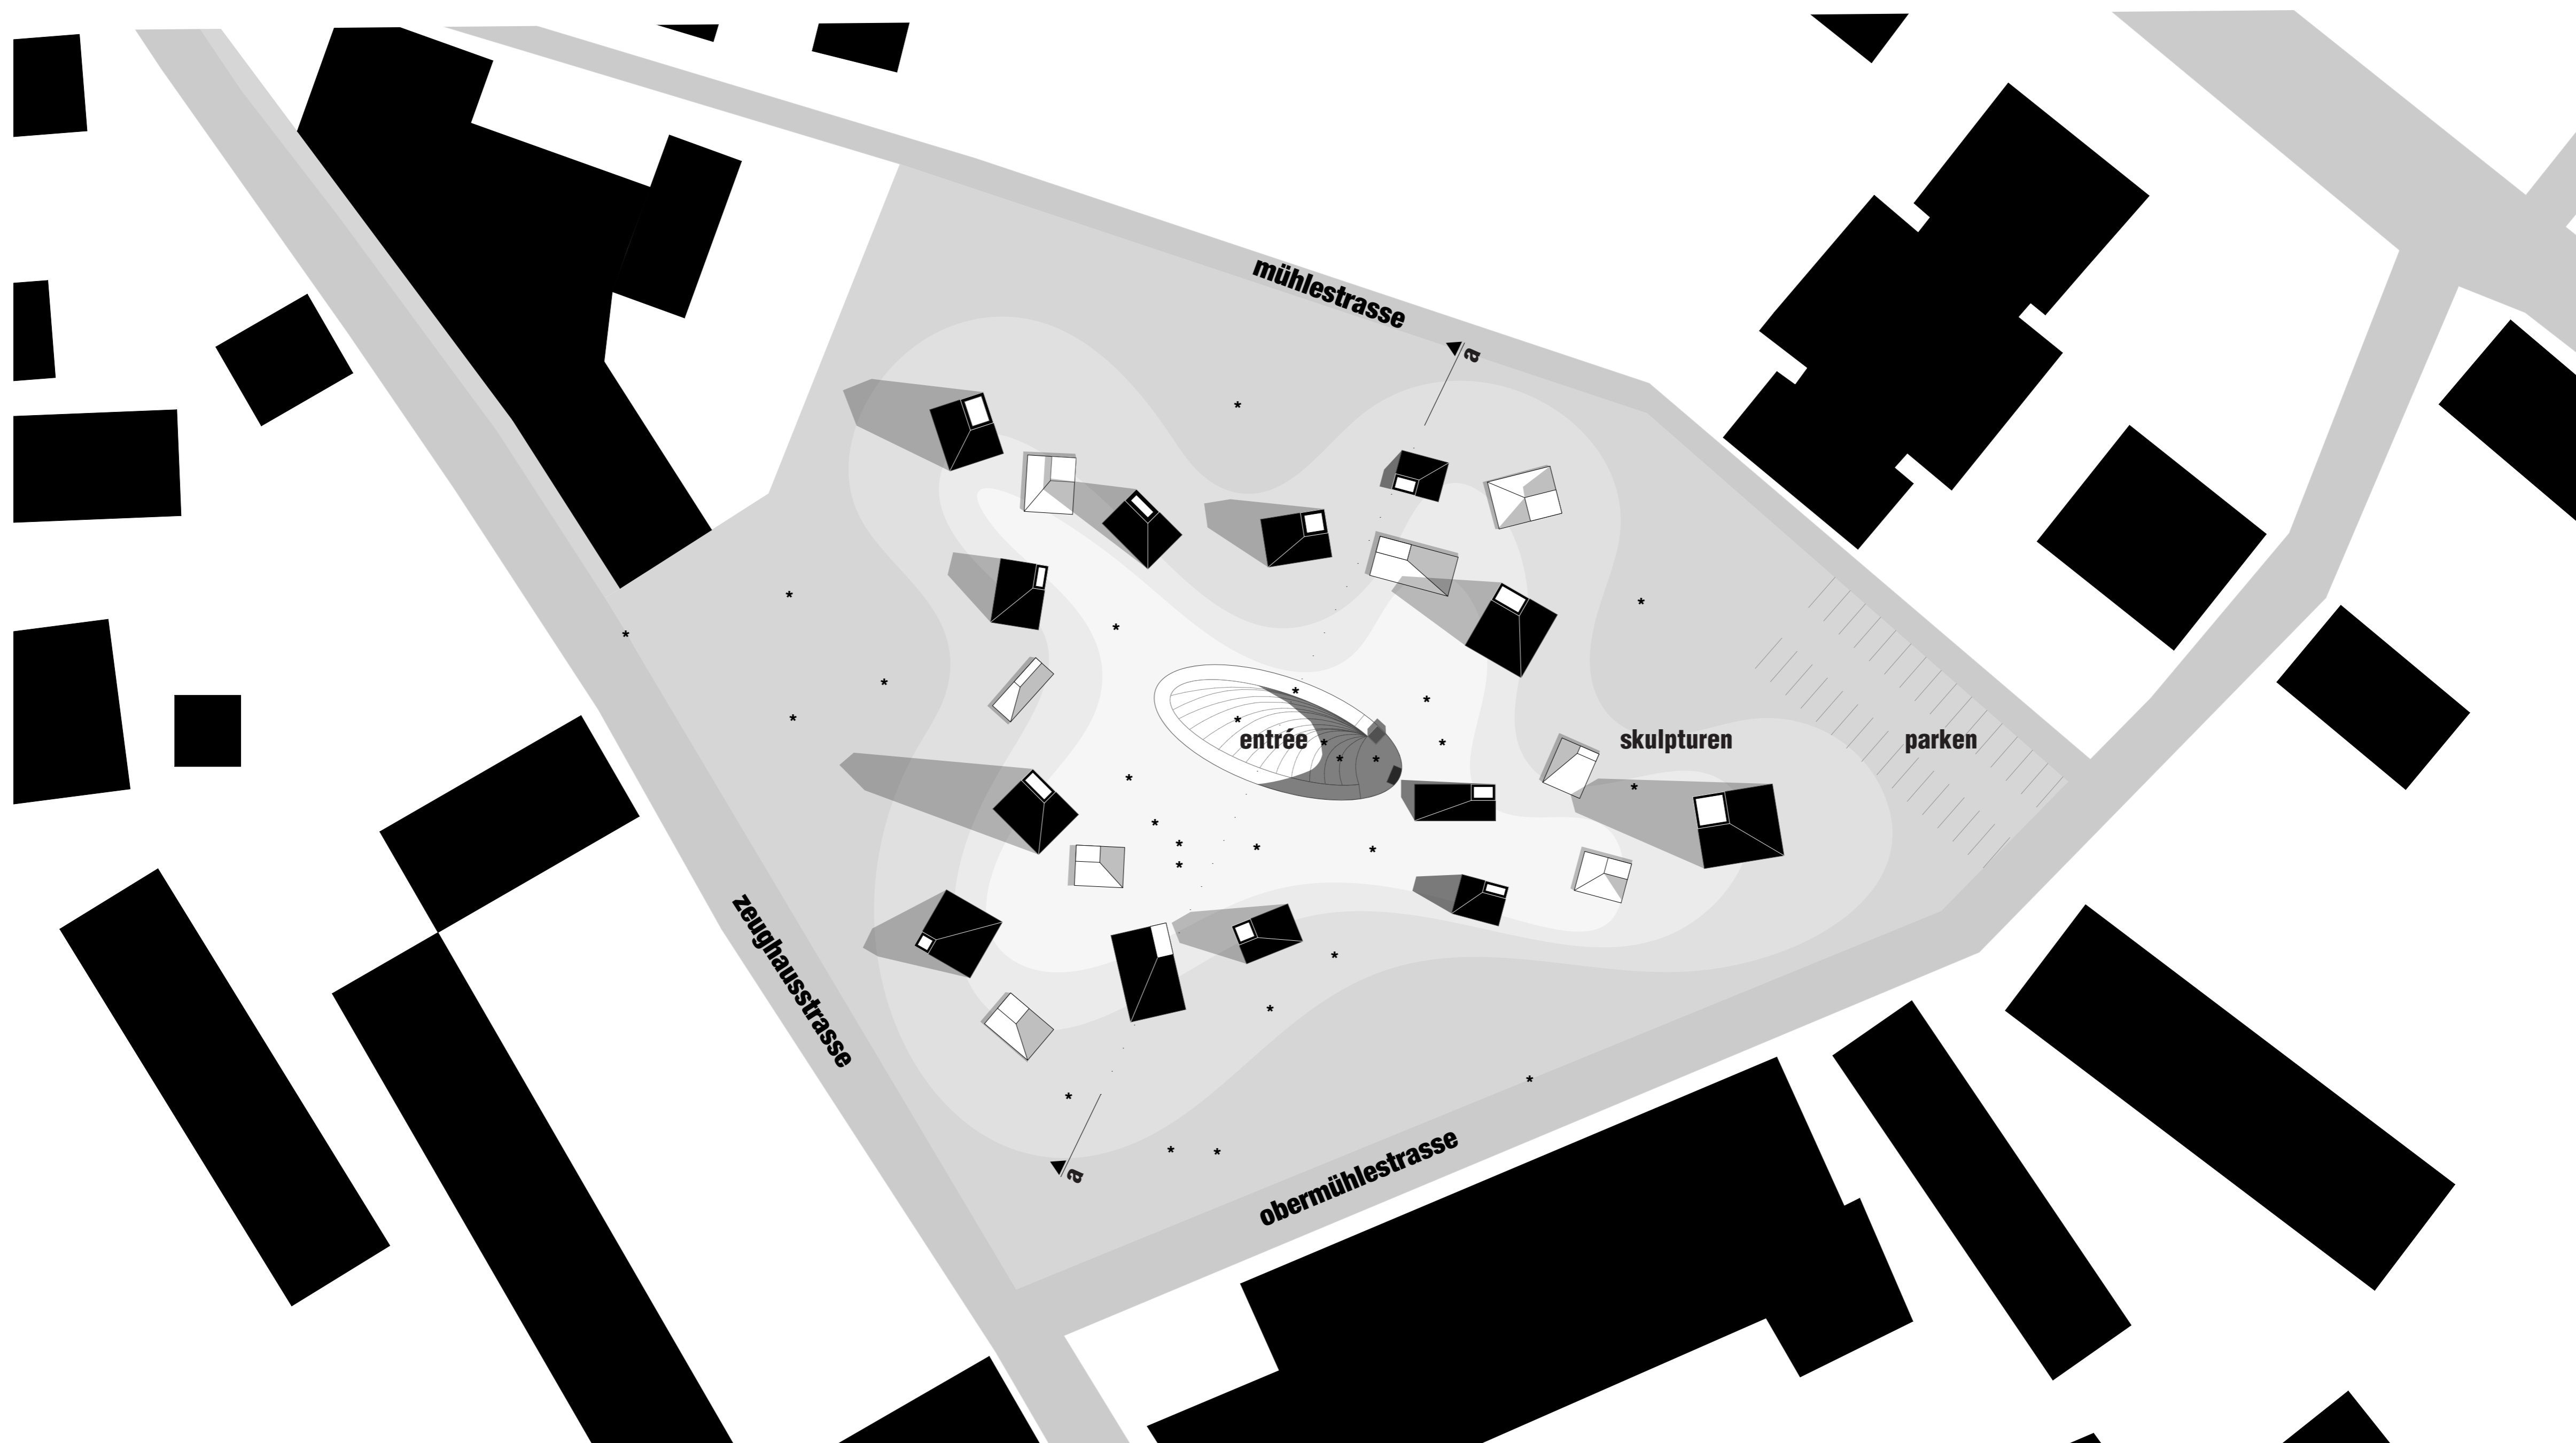 mühlestrasse
a
entrée
skulpturen
parken
zeughausstrasse
a
obermühlestrasse